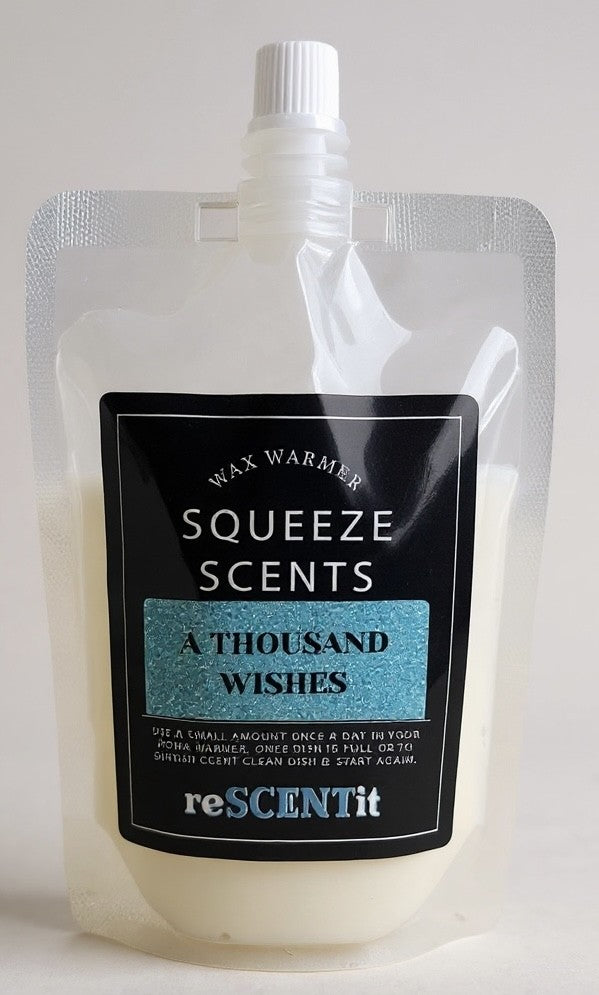 WAX WARMER
SQUEEZE
SCENTS
A THOUSAND
WISHES
USE A SMALL AMOUNT ONCE A DAY IN YOUR
WARMER, ONCE DISH IS FULL OR TO
SCENT CLEAN DISH & START AGAIN.
reSCENTit